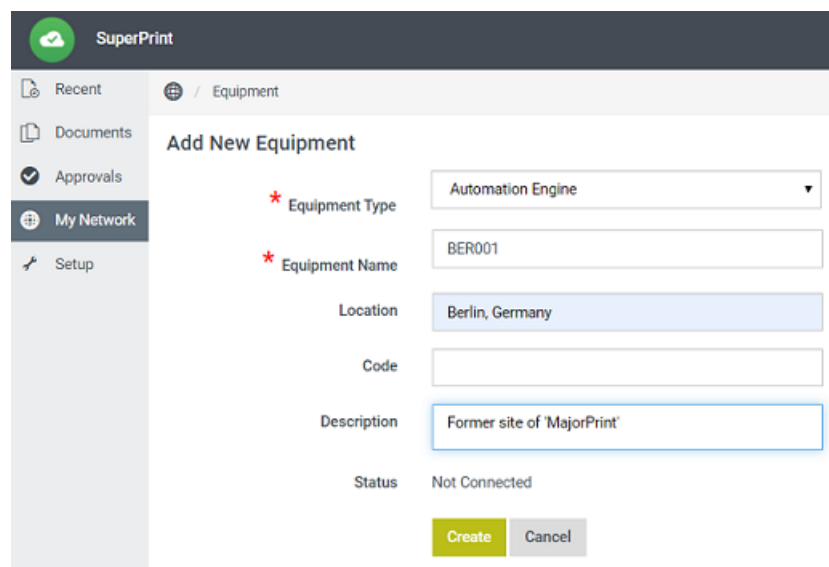 SuperPrint
Recent
/ Equipment
Documents
Add New Equipment
Approvals
* Equipment Type Automation Engine
My Network
* Equipment Name BER001
Setup
Location Berlin, Germany
Code
Description Former site of 'MajorPrint'
Status Not Connected
Create Cancel